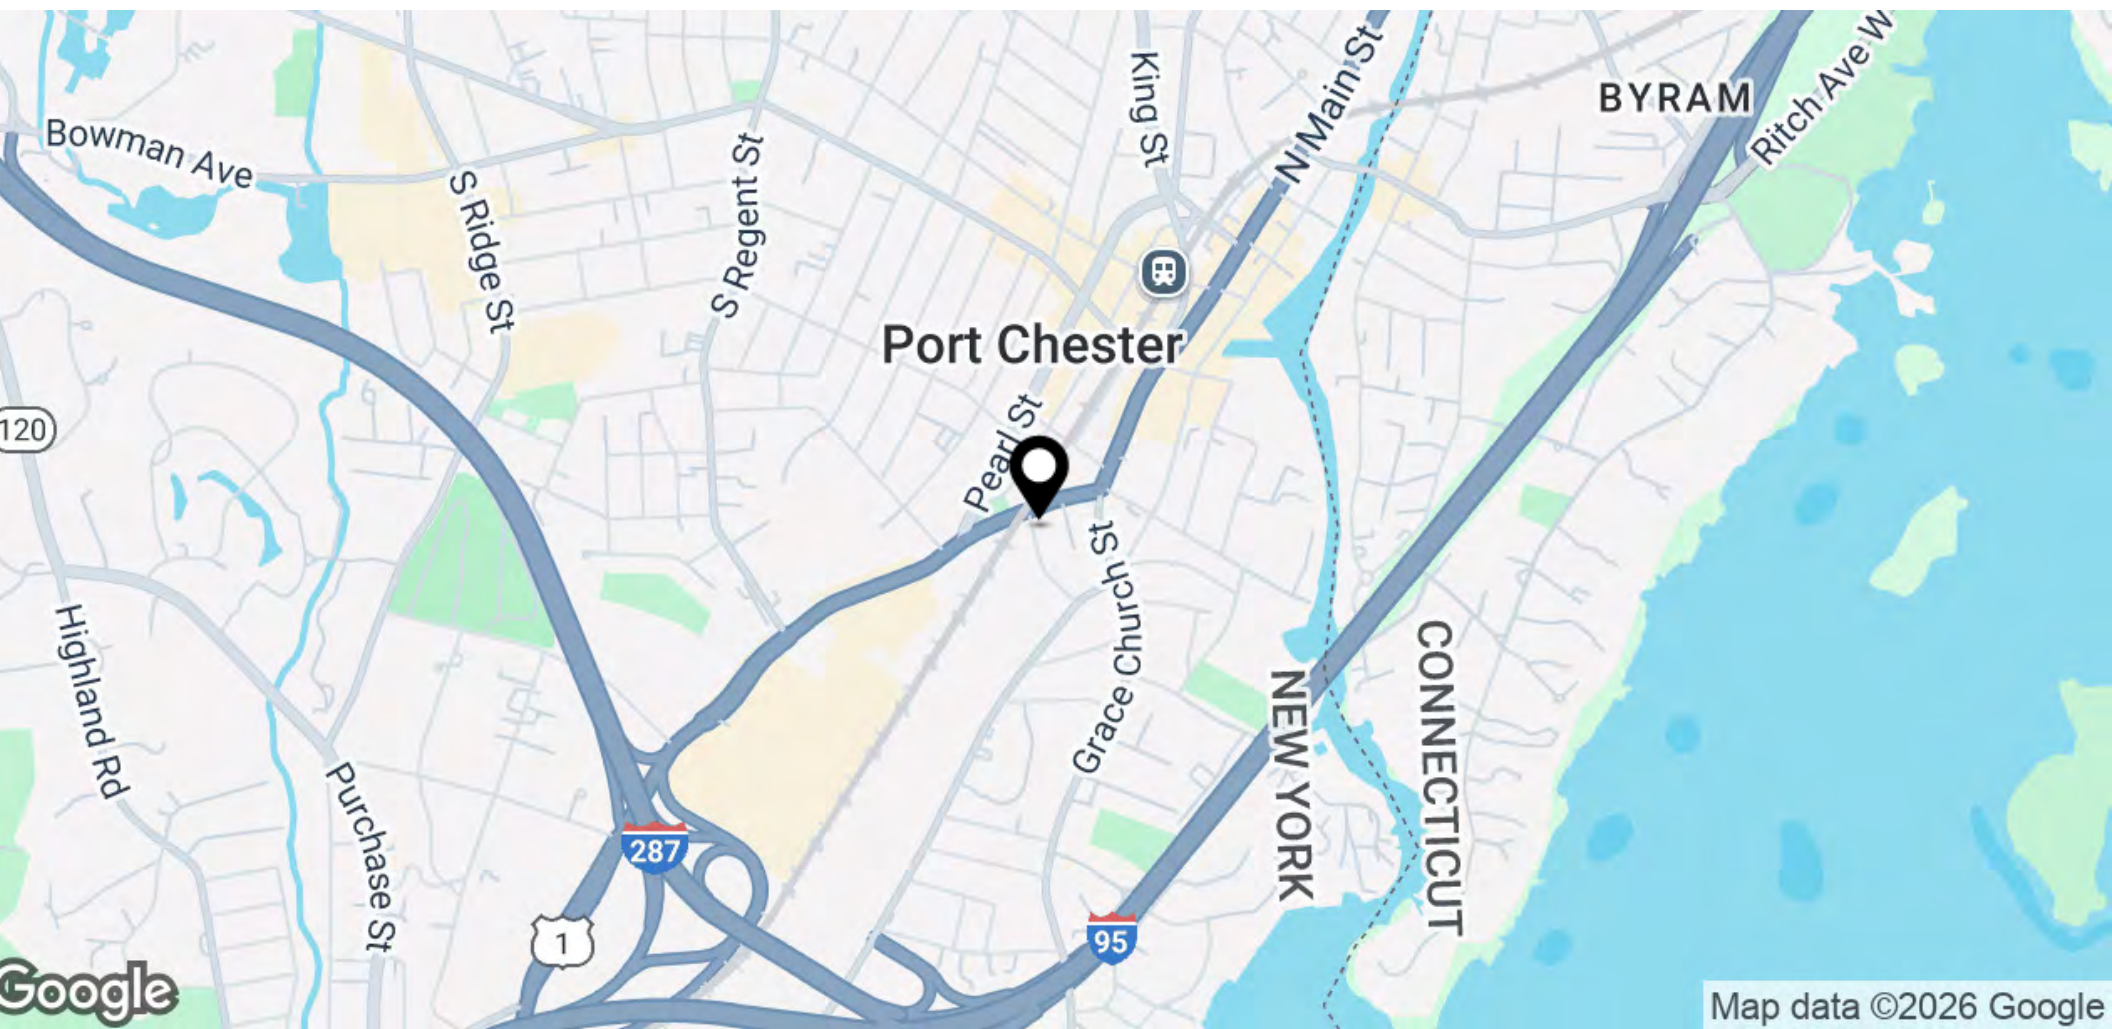 BYRAM
King St
N Main St
Ritch Ave W
Bowman Ave
S Ridge St
S Regent St
Port Chester
120
Pearl St
Grace Church St
Highland Rd
CONNECTICUT
NEW YORK
Purchase St
287
1
95
Google
Map data ©2026 Google